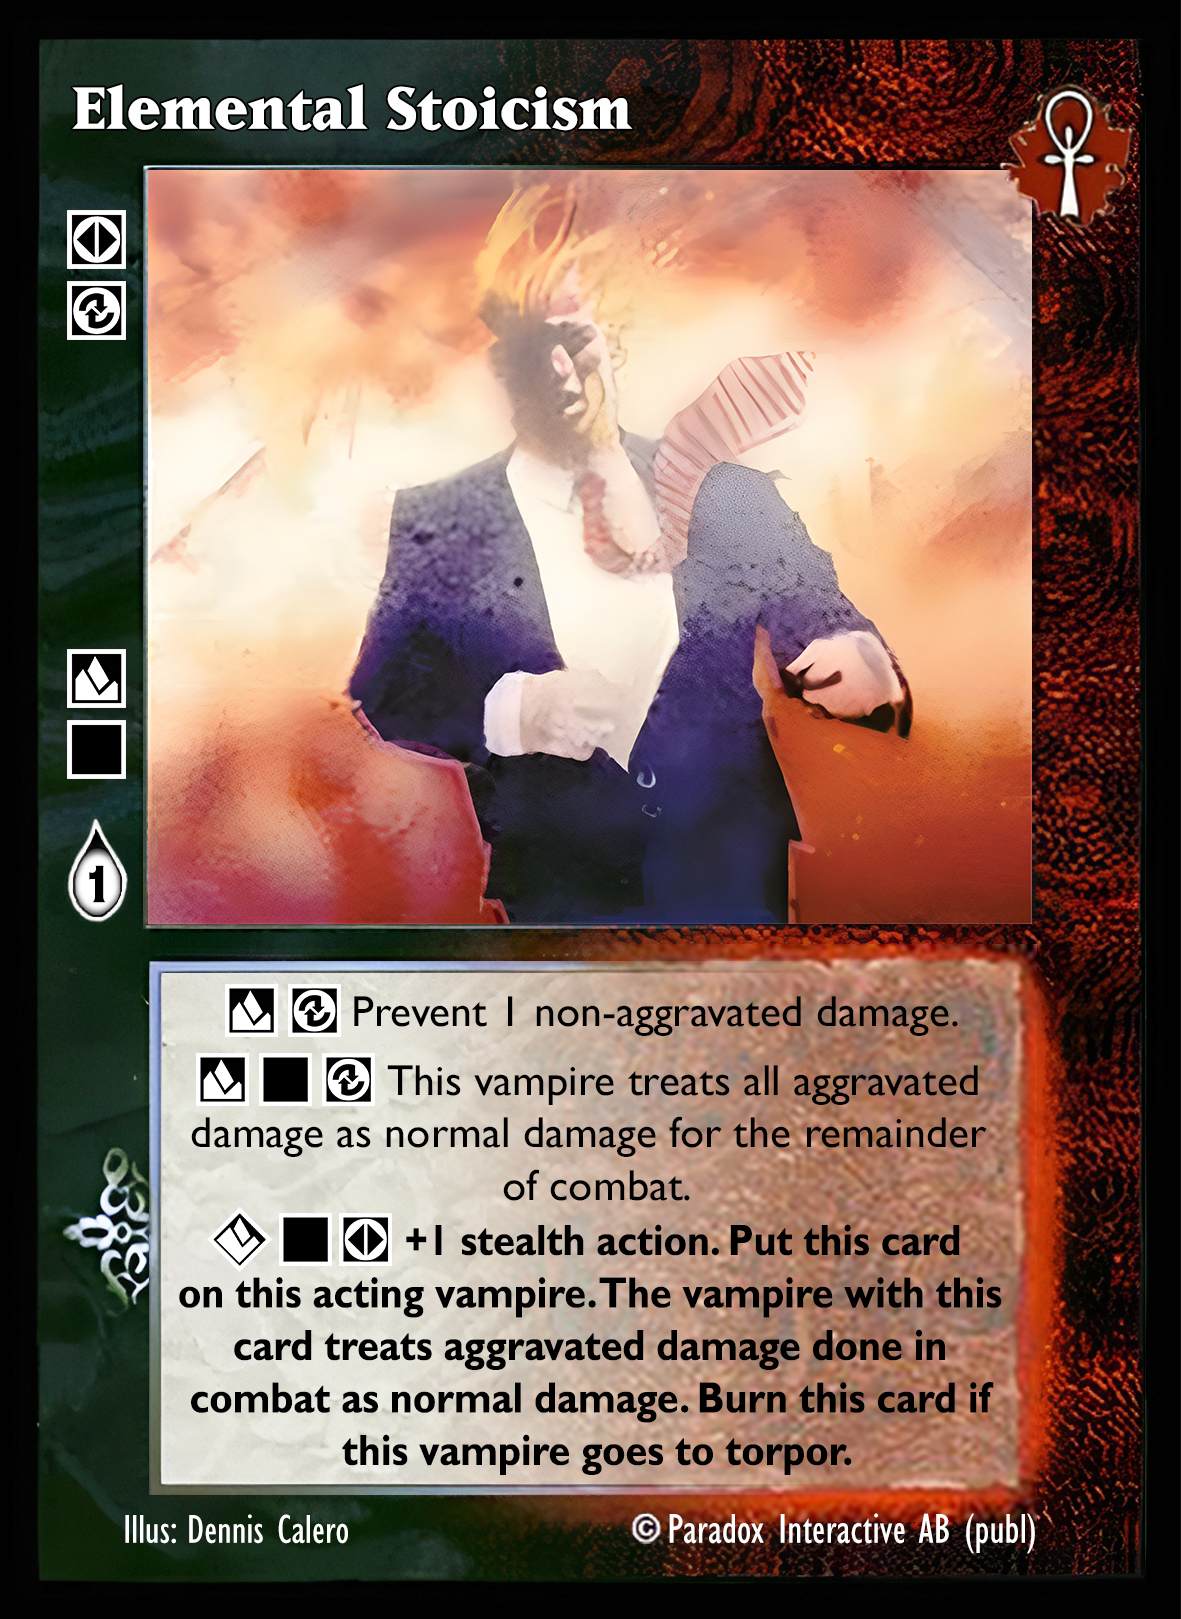 Elemental Stoicism
1
Prevent 1 non-aggravated damage.
This vampire treats all aggravated
damage as normal damage for the remainder
of combat.
+1 stealth action. Put this card
on this acting vampire. The vampire with this
card treats aggravated damage done in
combat as normal damage. Burn this card if
this vampire goes to torpor.
Illus: Dennis Calero
© Paradox Interactive AB (publ)